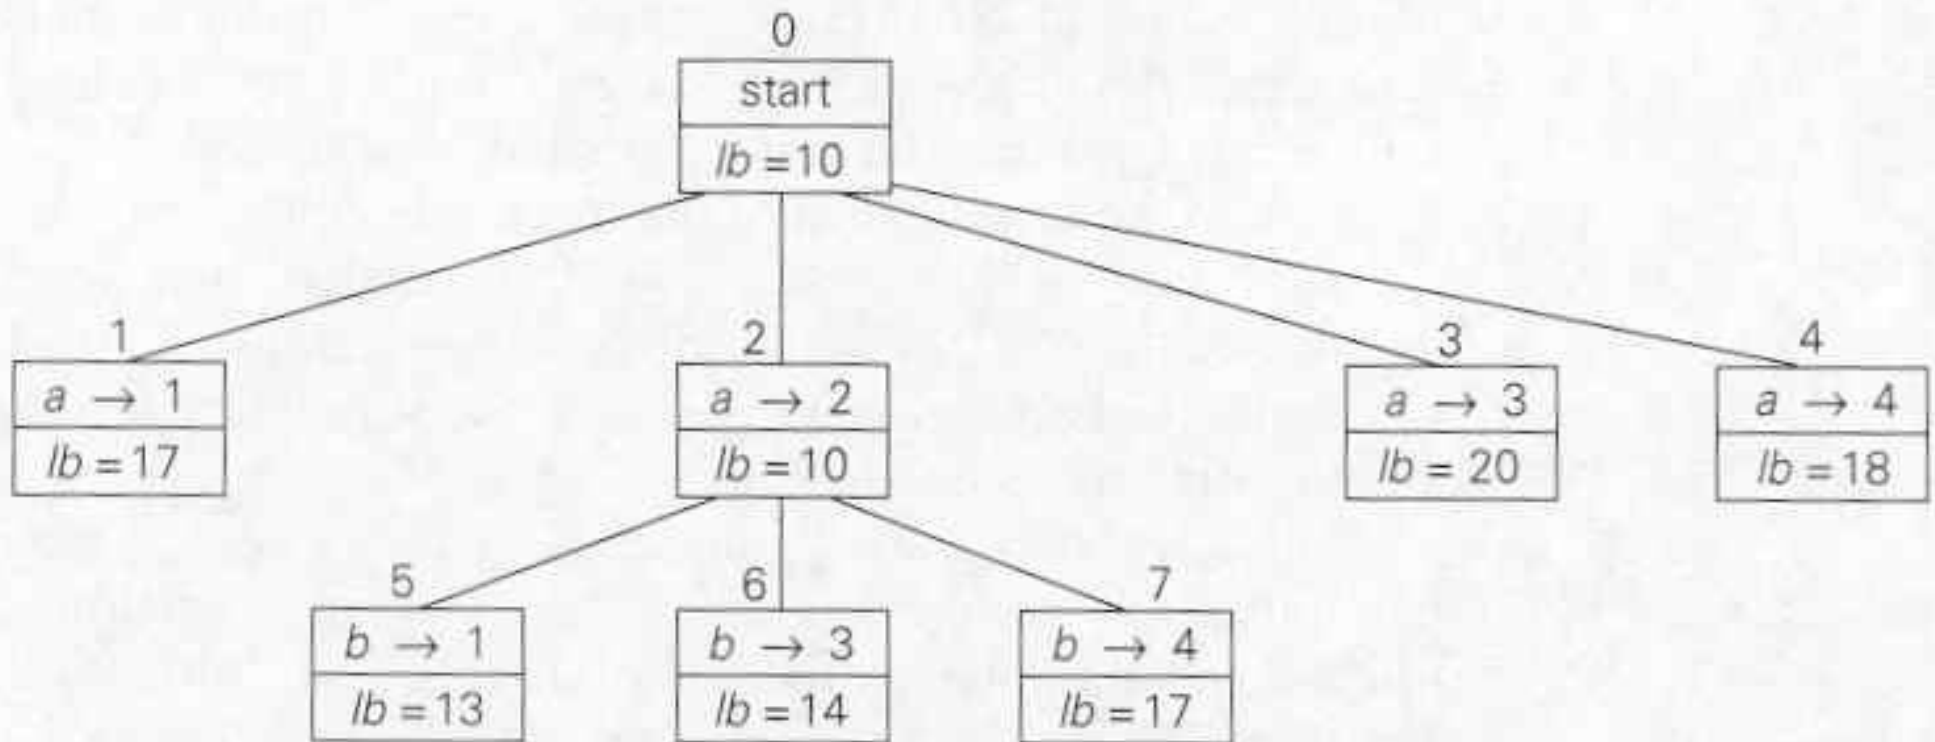 0
start
lb = 10
1 2 3 4
a → 1 a → 2 a → 3 a → 4
lb = 17 lb = 10 lb = 20 lb = 18
5 6 7
b → 1 b → 3 b → 4
lb = 13 lb = 14 lb = 17